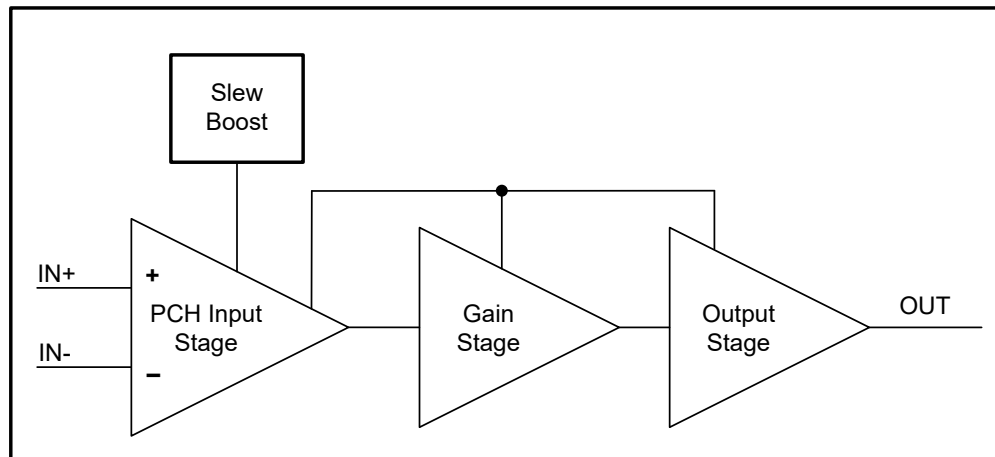 Slew
Boost
IN+
+
PCH Input
Stage
IN-
–
Gain
Stage
Output
Stage
OUT